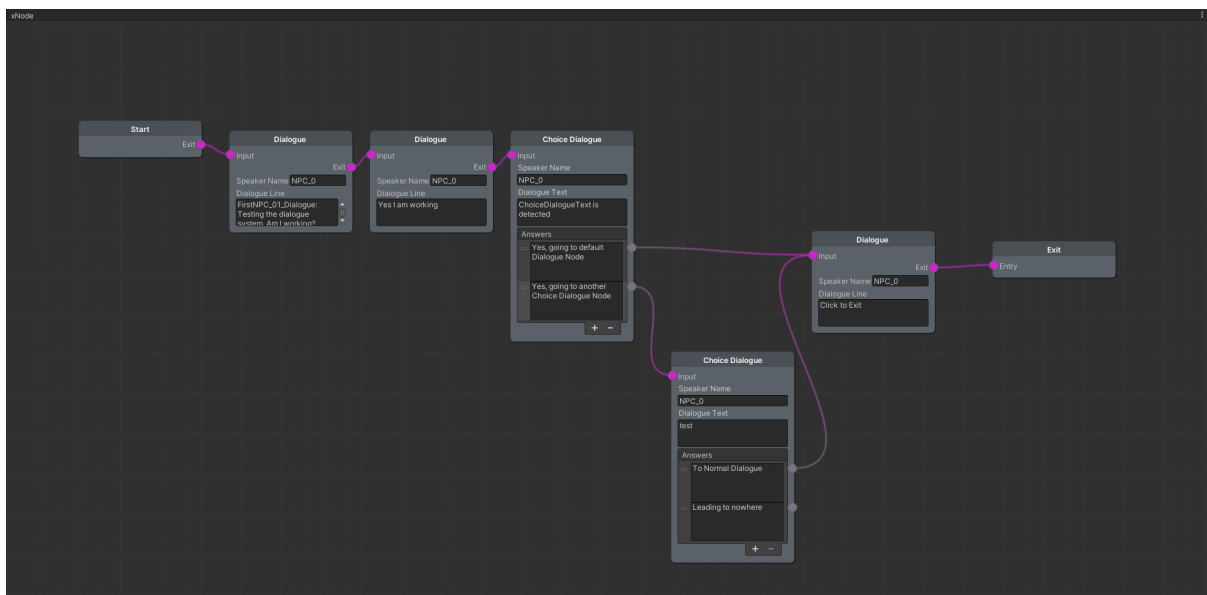 xNode
Start
Exit
Dialogue
Input
Exit
Speaker Name NPC_0
Dialogue Line
FirstNPC_01_Dialogue:
Testing the dialogue
system. Am I working?
Dialogue
Input
Exit
Speaker Name NPC_0
Dialogue Line
Yes I am working
Choice Dialogue
Input
Speaker Name
NPC_0
Dialogue Text
ChoiceDialogueText is
detected
Answers
= Yes, going to default
Dialogue Node
= Yes, going to another
Choice Dialogue Node
+ −
Choice Dialogue
Input
Speaker Name
NPC_0
Dialogue Text
test
Answers
= To Normal Dialogue
= Leading to nowhere
+ −
Dialogue
Input
Exit
Speaker Name NPC_0
Dialogue Line
Click to Exit
Exit
Entry